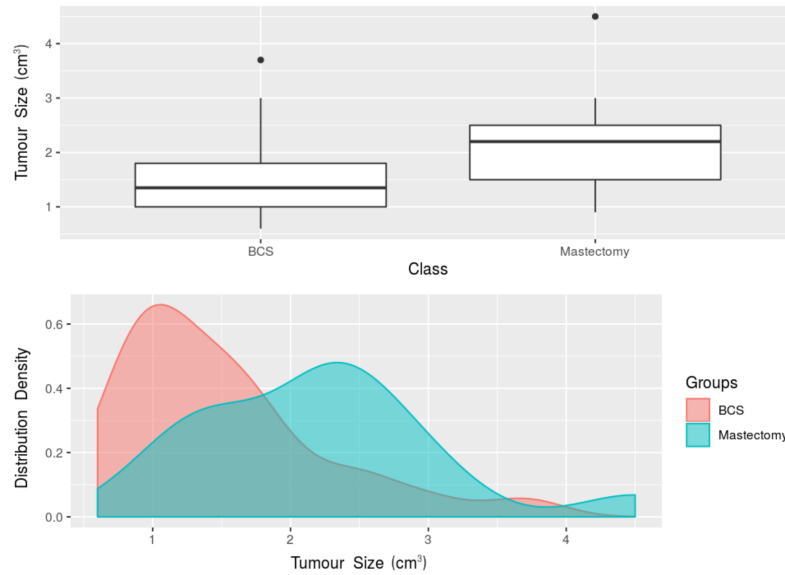 Tumour Size (cm³)
4
3
2
1
BCS
Mastectomy
Class
Distribution Density
0.6
0.4
0.2
0.0
1
2
3
4
Tumour Size (cm³)
Groups
BCS
Mastectomy